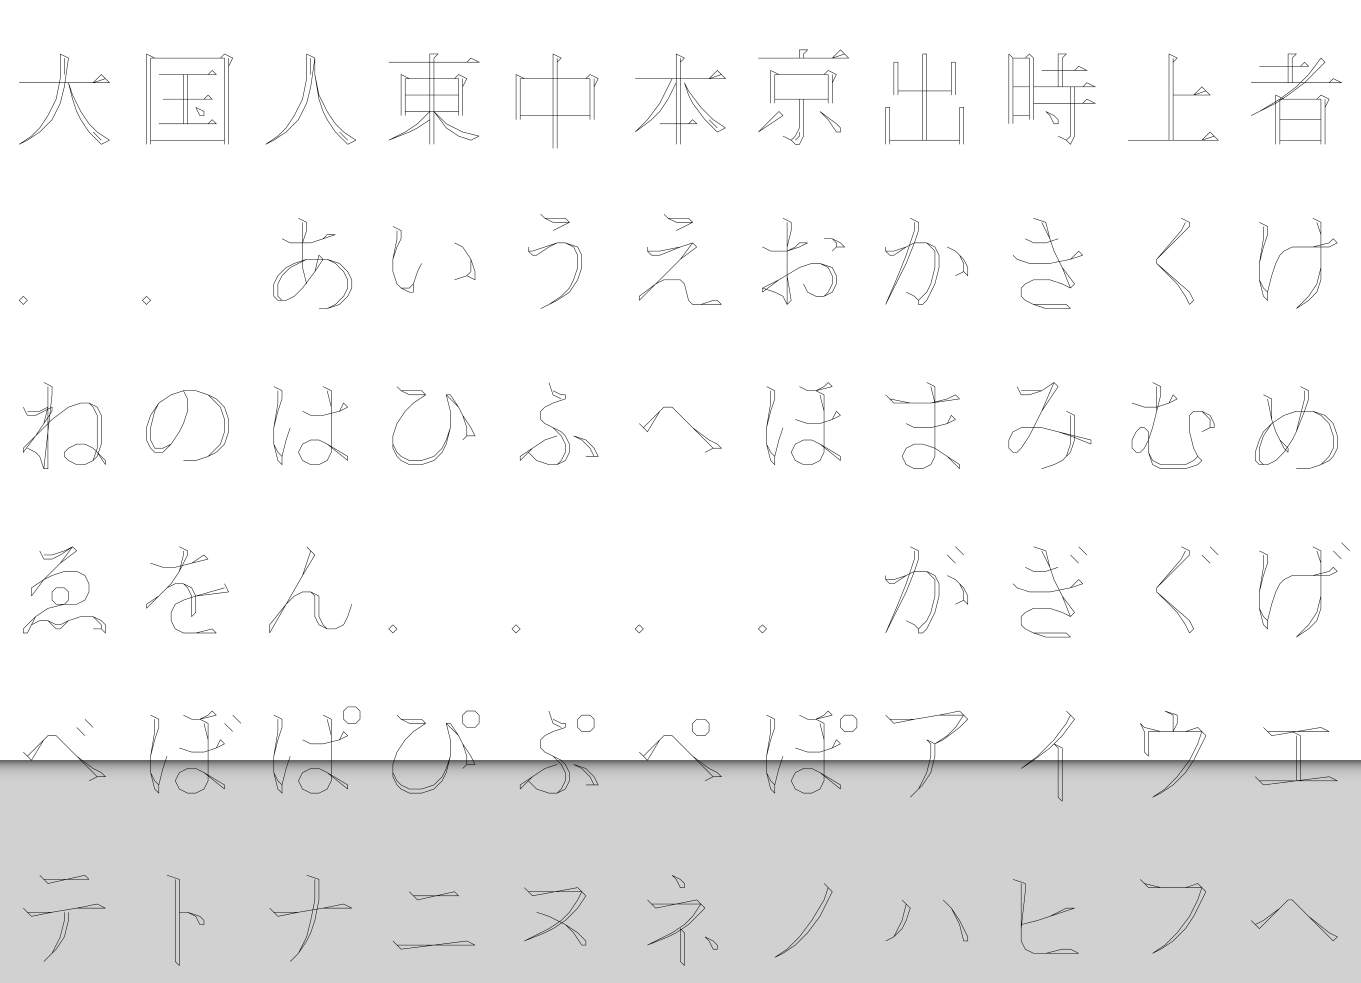 大国人東中本京出時上者
。。あいうえおかさくけ
ねのはひふへほまみむめ
ゑをん。。。。がぎぐげ
べぼぱぴぷぺぽアイウエ
テトナニヌネノハヒフヘ